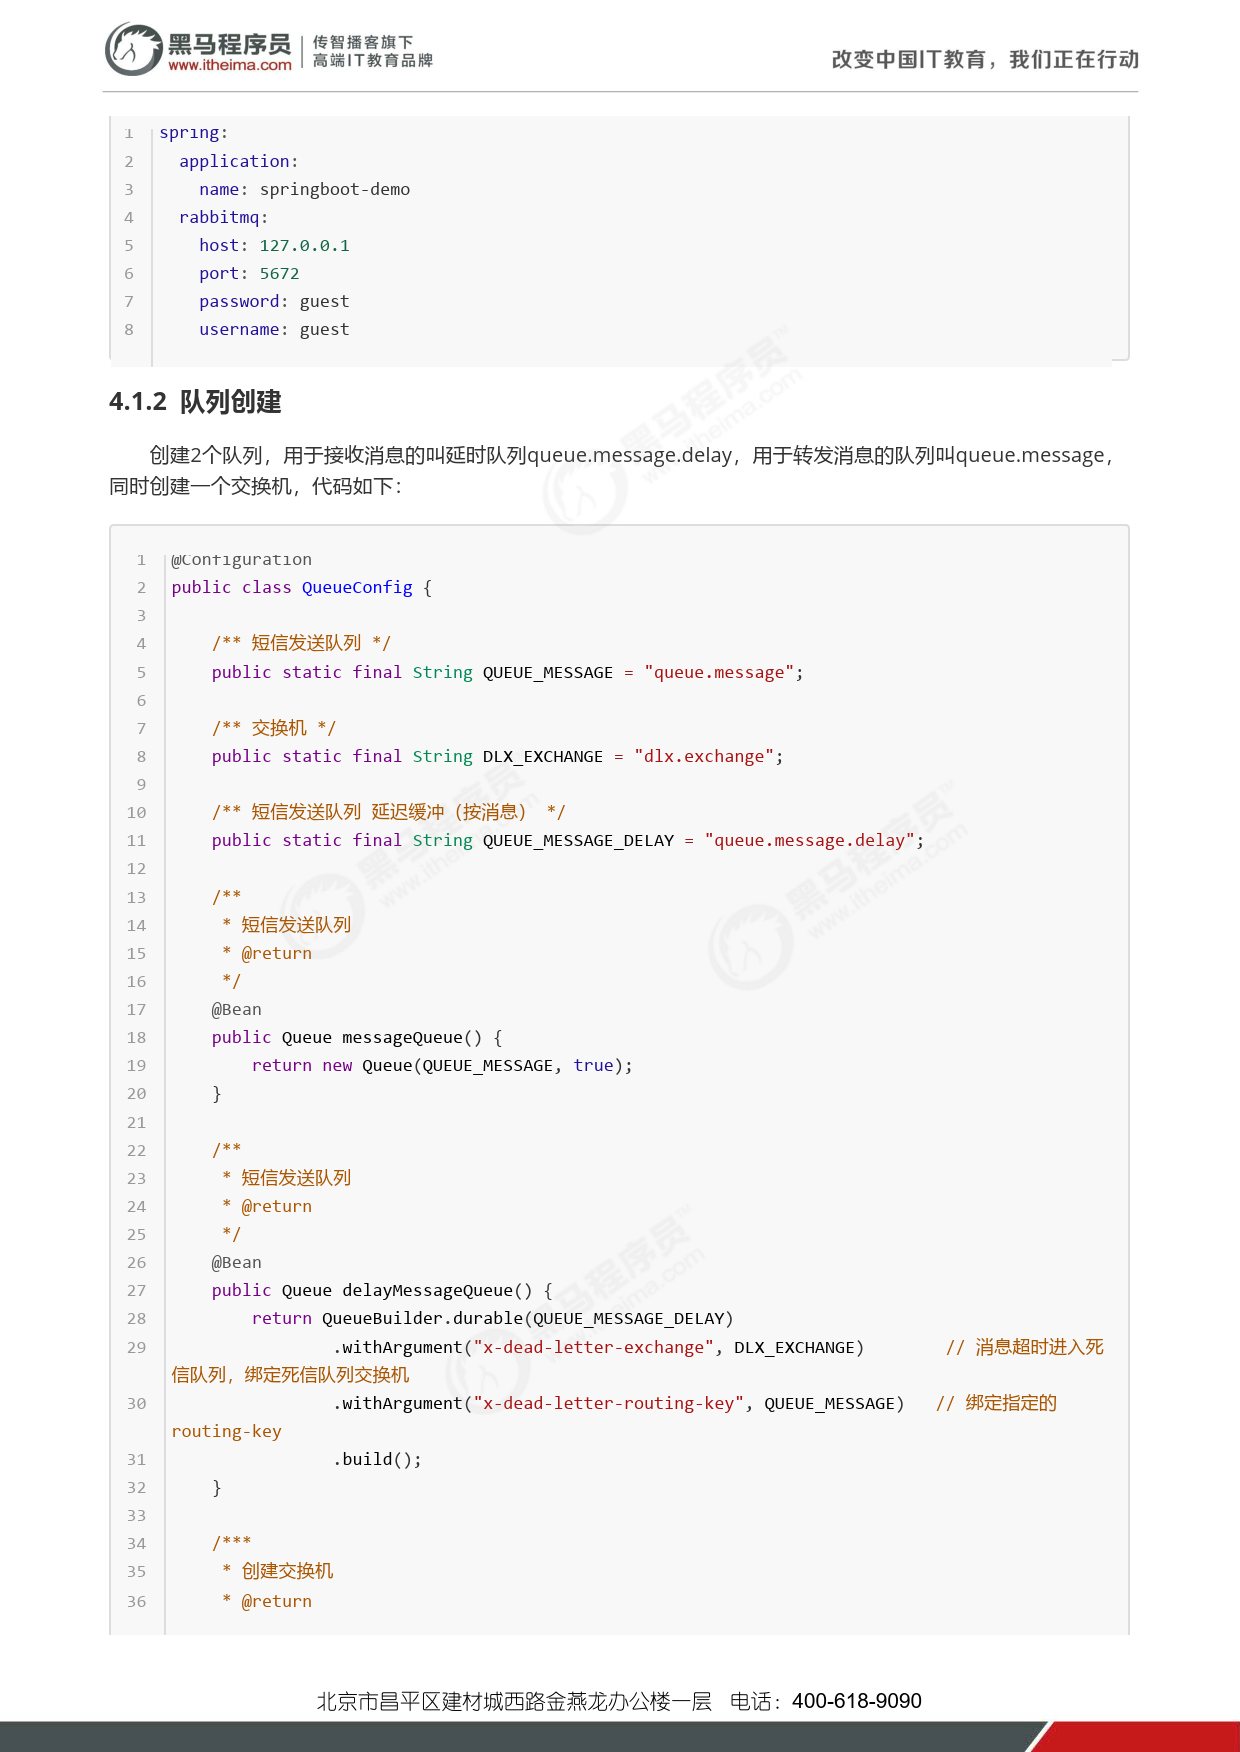 黑马程序员
www.itheima.com
传智播客旗下
高端IT教育品牌
改变中国IT教育，我们正在行动
1 spring:
2   application:
3     name: springboot-demo
4   rabbitmq:
5     host: 127.0.0.1
6     port: 5672
7     password: guest
8     username: guest
4.1.2 队列创建
创建2个队列，用于接收消息的叫延时队列queue.message.delay，用于转发消息的队列叫queue.message，
同时创建一个交换机，代码如下：
1 @Configuration
2 public class QueueConfig {
3
4     /** 短信发送队列 */
5     public static final String QUEUE_MESSAGE = "queue.message";
6
7     /** 交换机 */
8     public static final String DLX_EXCHANGE = "dlx.exchange";
9
10     /** 短信发送队列 延迟缓冲（按消息） */
11     public static final String QUEUE_MESSAGE_DELAY = "queue.message.delay";
12
13     /**
14      * 短信发送队列
15      * @return
16      */
17     @Bean
18     public Queue messageQueue() {
19         return new Queue(QUEUE_MESSAGE, true);
20     }
21
22     /**
23      * 短信发送队列
24      * @return
25      */
26     @Bean
27     public Queue delayMessageQueue() {
28         return QueueBuilder.durable(QUEUE_MESSAGE_DELAY)
29                 .withArgument("x-dead-letter-exchange", DLX_EXCHANGE)        // 消息超时进入死
信队列，绑定死信队列交换机
30                 .withArgument("x-dead-letter-routing-key", QUEUE_MESSAGE)   // 绑定指定的
routing-key
31                 .build();
32     }
33
34     /***
35      * 创建交换机
36      * @return
北京市昌平区建材城西路金燕龙办公楼一层 电话：400-618-9090